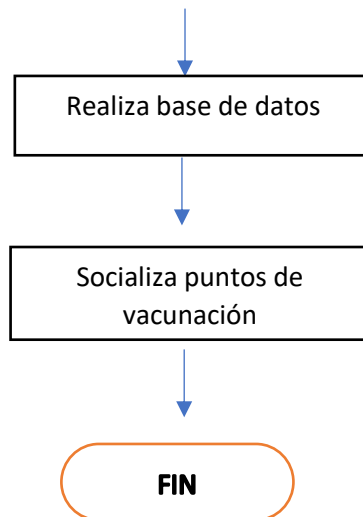 Realiza base de datos
Socializa puntos de
vacunación
FIN